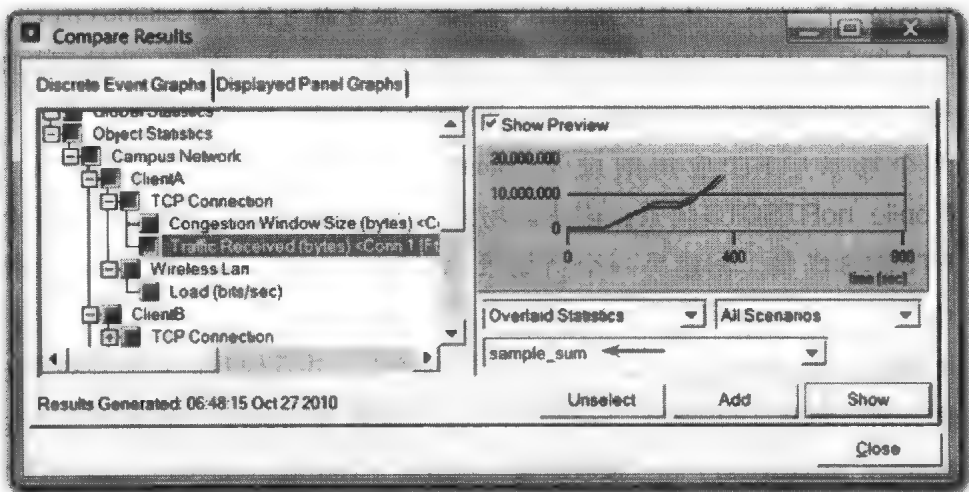 Compare Results
Discrete Event Graphs
Displayed Panel Graphs
Global Statistics
Object Statistics
Campus Network
ClientA
TCP Connection
Congestion Window Size (bytes) <C
Traffic Received (bytes) <Conn 1 [Ft
Wireless Lan
Load (bits/sec)
ClientB
TCP Connection
Show Preview
20,000,000
10,000,000
0
0 400 800
time (sec)
Overlaid Statistics
All Scenarios
sample_sum
Results Generated: 06:48:15 Oct 27 2010
Unselect
Add
Show
Close